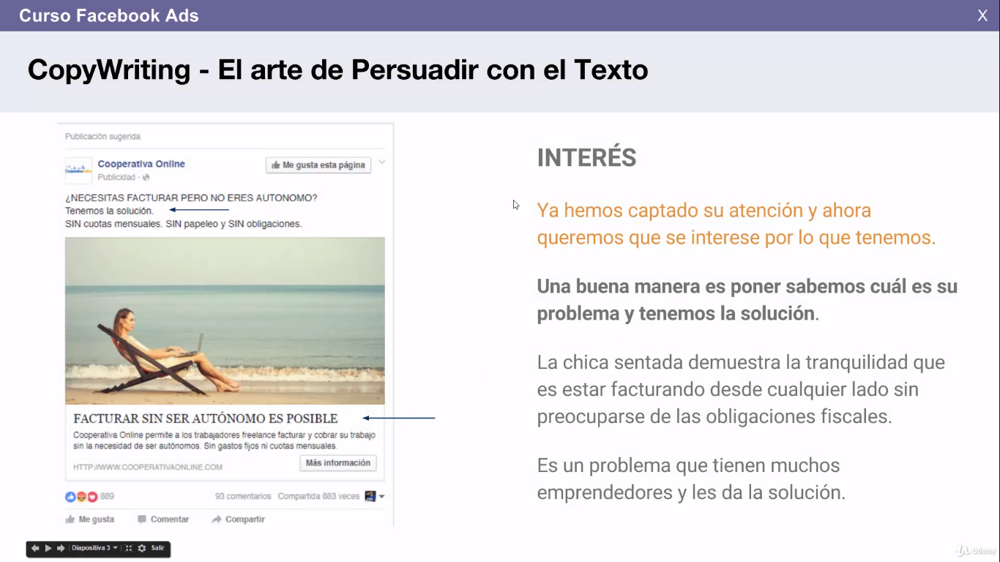 Curso Facebook Ads
X
CopyWriting - El arte de Persuadir con el Texto
Publicación sugerida
Cooperativa Online
Publicidad ·
Me gusta esta página
¿NECESITAS FACTURAR PERO NO ERES AUTONOMO?
Tenemos la solución.
SIN cuotas mensuales. SIN papeleo y SIN obligaciones.
FACTURAR SIN SER AUTÓNOMO ES POSIBLE
Cooperativa Online permite a los trabajadores freelance facturar y cobrar su trabajo
sin la necesidad de ser autónomos. Sin gastos fijos ni cuotas mensuales.
HTTP://WWW.COOPERATIVAONLINE.COM
Más información
889
93 comentarios Compartida 883 veces
Me gusta Comentar Compartir
INTERÉS
Ya hemos captado su atención y ahora
queremos que se interese por lo que tenemos.
Una buena manera es poner sabemos cuál es su
problema y tenemos la solución.
La chica sentada demuestra la tranquilidad que
es estar facturando desde cualquier lado sin
preocuparse de las obligaciones fiscales.
Es un problema que tienen muchos
emprendedores y les da la solución.
Diapositiva 3
Salir
Udemy